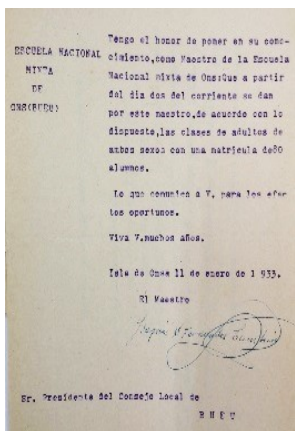 ESCUELA NACIONAL
MIXTA
DE
ONS(BUEU)
Tengo el honor de poner en su cono-
cimiento,como Maestro de la Escuela
Nacional mixta de Ons:Que a partir
del dia dos del corriente se dan
por este maestro,de acuerdo con lo
dispuesto,las clases de adultos de
ambos sexos con una matricula de80
alumnos.
Lo que comunico a V. para los efec
tos oportunos.
Viva V.muchos años.
Isla de Onss 11 de enero de 1 933.
El Maestro
Sr. Presidente del Consejo Local de
B U E U